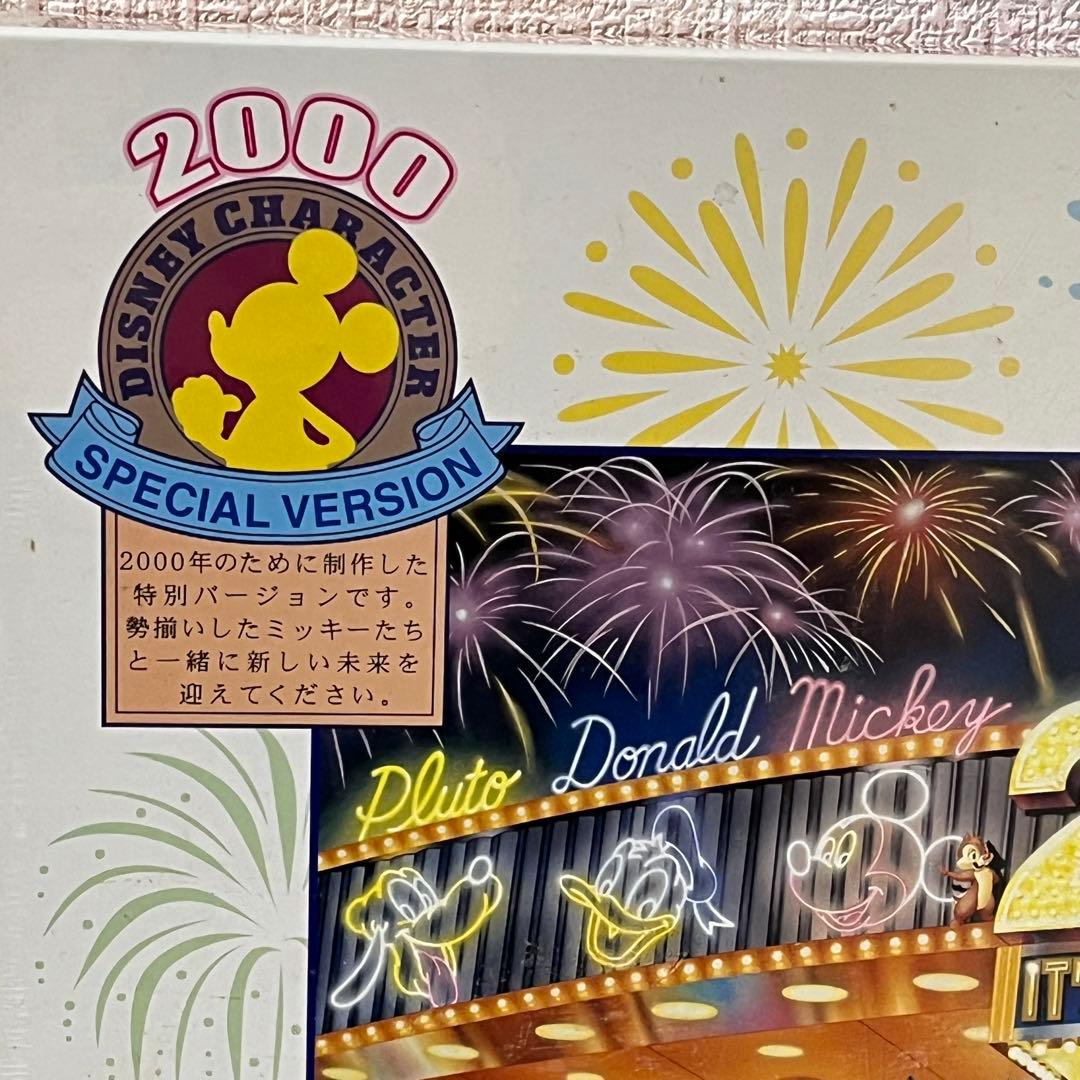 2000
DISNEY CHARACTER
SPECIAL VERSION
2000年のために制作した
特別バージョンです。
勢揃いしたミッキーたち
と一緒に新しい未来を
迎えてください。
Pluto Donald Mickey
2
IT'